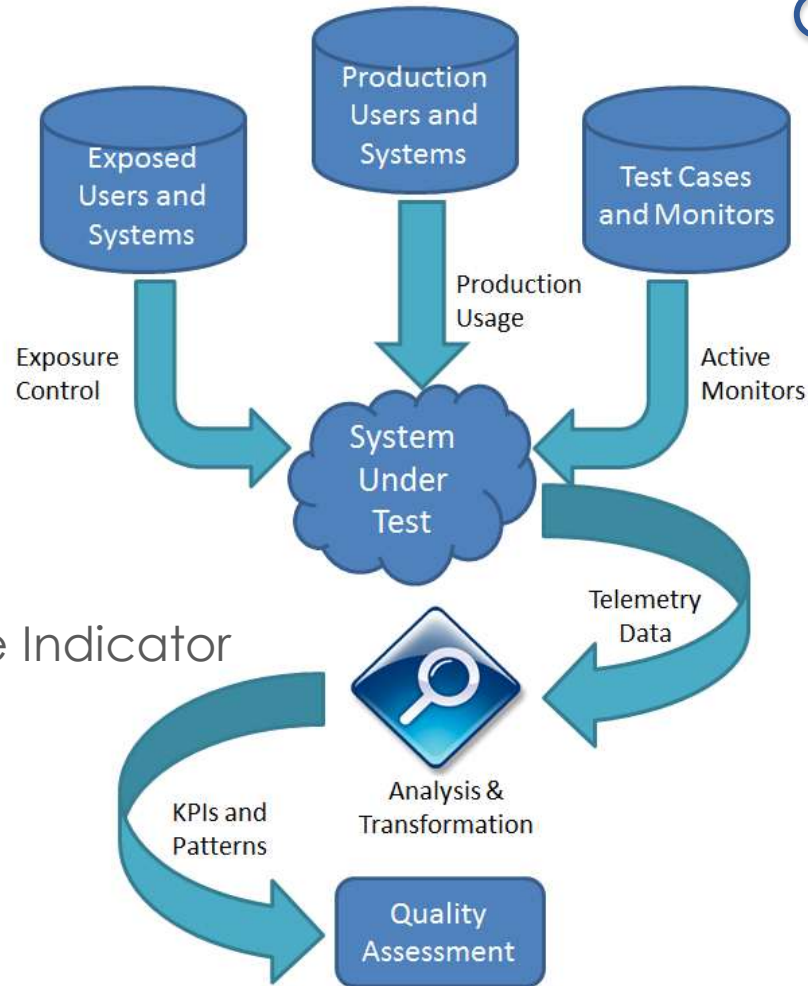 Production
Users and
Systems
Exposed
Users and
Systems
Test Cases
and Monitors
Production
Usage
Exposure
Control
Active
Monitors
System
Under
Test
Telemetry
Data
Indicator
Analysis &
Transformation
KPIs and
Patterns
Quality
Assessment